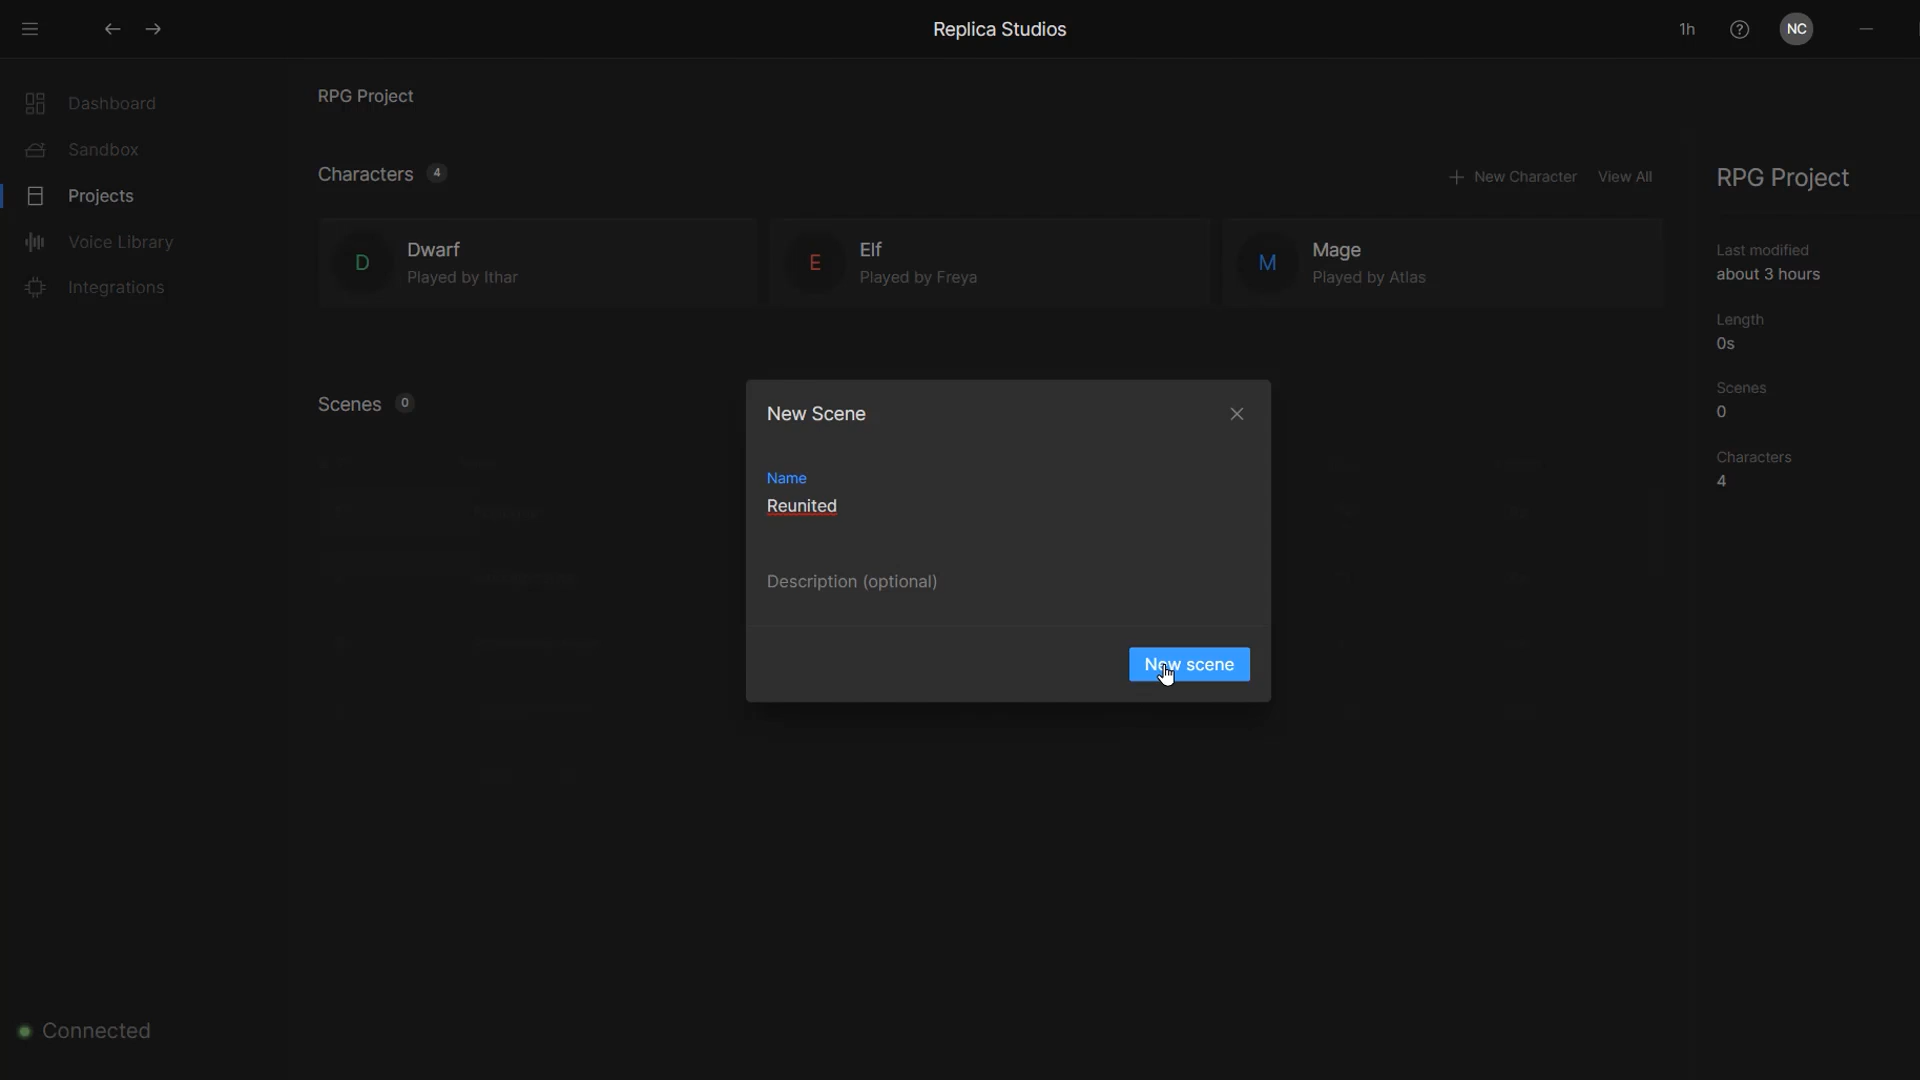 Replica Studios
1h
NC
Dashboard
Sandbox
Projects
Voice Library
Integrations
RPG Project
Characters 4
New Character View All
D Dwarf
Played by Ithar
E Elf
Played by Freya
M Mage
Played by Atlas
Scenes 0
New Scene
Name
Reunited
Description (optional)
New scene
RPG Project
Last modified
about 3 hours
Length
0s
Scenes
0
Characters
4
Connected